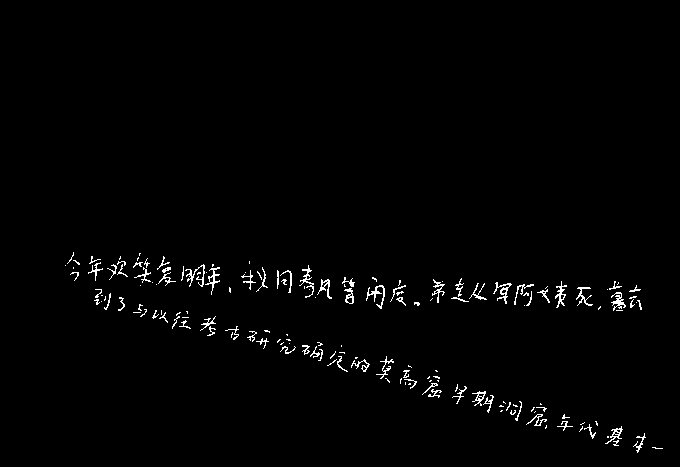 今年欢笑复明年、秋月春风等闲度。弟走从军阿姨死,暮去
到了与以往考古研究确定的莫高窟早期洞窟年代基本一